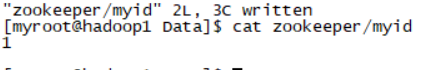 "zookeeper/myid" 2L, 3C written
[myroot@hadoop1 Data]$ cat zookeeper/myid
1